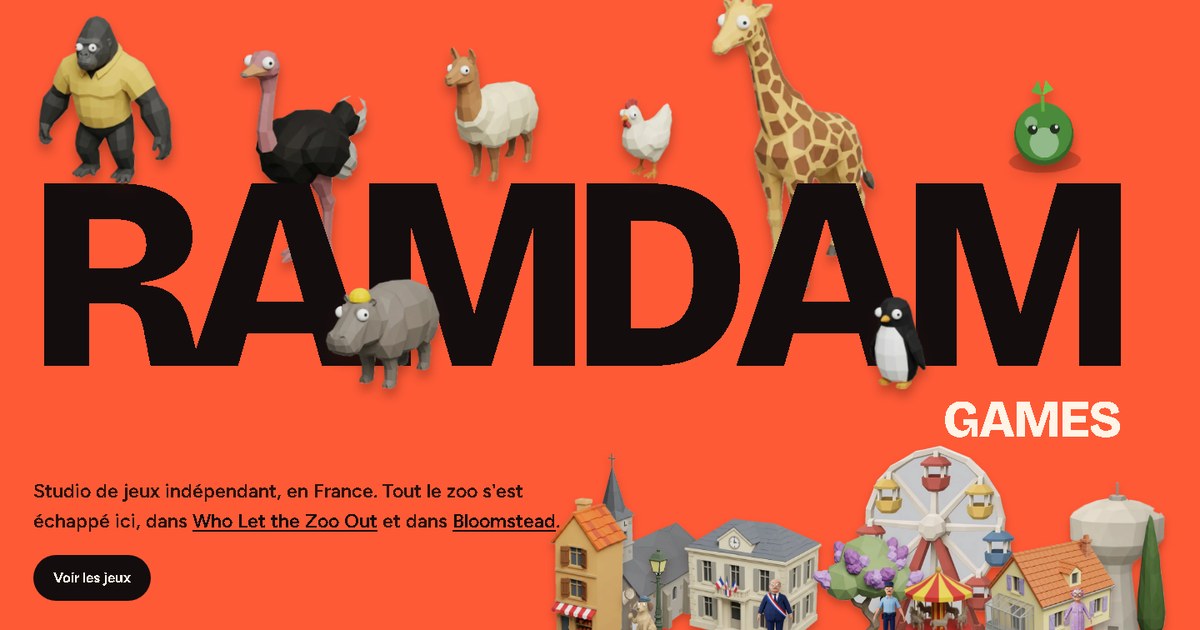 RAMDAM
GAMES
Studio de jeux indépendant, en France. Tout le zoo s'est
échappé ici, dans Who Let the Zoo Out et dans Bloomstead.
Voir les jeux